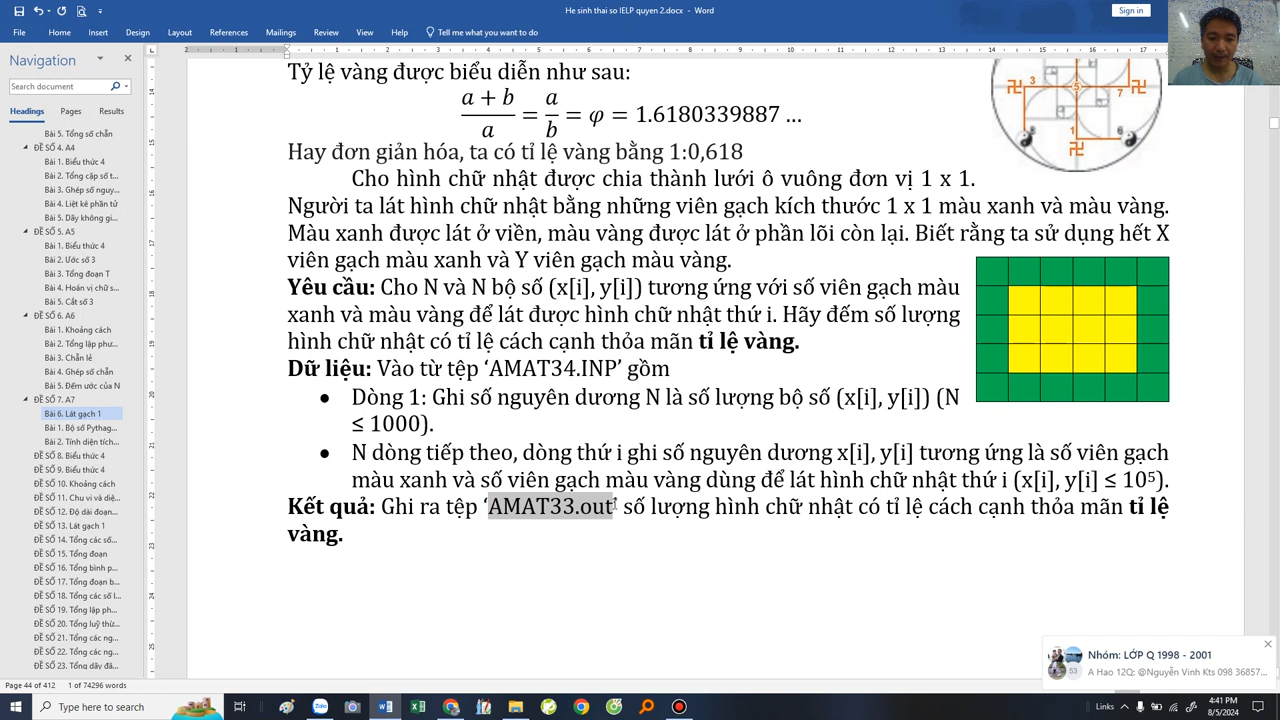 He sinh thai so IELP quyen 2.docx - Word
Sign in
File Home Insert Draw Design Layout References Mailings Review View Help Tell me what you want to do
Navigation
Search document
Headings Pages Results
Bài 5. Tổng số chẵn
ĐỀ SỐ 4. A4
Bài 1. Biểu thức 4
Bài 2. Tổng cặp số t...
Bài 3. Ghép số nguy...
Bài 4. Liệt kê phần tử
Bài 5. Dãy không gi...
ĐỀ SỐ 5. A5
Bài 1. Biểu thức 4
Bài 2. Ước số 3
Bài 3. Tổng đoạn T
Bài 4. Hoán vị chữ s...
Bài 5. Cắt số 3
ĐỀ SỐ 6. A6
Bài 1. Khoảng cách
Bài 2. Tổng lập phư...
Bài 3. Chẵn lẻ
Bài 4. Ghép số chẵn
Bài 5. Đếm ước của N
ĐỀ SỐ 7. A7
Bài 6. Lát gạch 1
Bài 1. Bộ số Pythag...
Bài 2. Tính diện tích...
ĐỀ SỐ 8. Biểu thức 4
ĐỀ SỐ 9. Biểu thức 4
ĐỀ SỐ 10. Khoảng cách
ĐỀ SỐ 11. Chu vi và diệ...
ĐỀ SỐ 12. Độ dài đoạn...
ĐỀ SỐ 13. Lát gạch 1
ĐỀ SỐ 14. Tổng các số...
ĐỀ SỐ 15. Tổng đoạn
ĐỀ SỐ 16. Tổng bình p...
ĐỀ SỐ 17. Tổng đoạn b...
ĐỀ SỐ 18. Tổng các số l...
ĐỀ SỐ 19. Tổng lập ph...
ĐỀ SỐ 20. Tổng luỹ thừ...
ĐỀ SỐ 21. Tổng các ng...
ĐỀ SỐ 22. Tổng các ng...
ĐỀ SỐ 23. Tổng dãy đâ...
Tỷ lệ vàng được biểu diễn như sau:
(a + b)/a = a/b = φ = 1.6180339887 ...
Hay đơn giản hóa, ta có tỉ lệ vàng bằng 1:0,618
Cho hình chữ nhật được chia thành lưới ô vuông đơn vị 1 x 1.
Người ta lát hình chữ nhật bằng những viên gạch kích thước 1 x 1 màu xanh và màu vàng.
Màu xanh được lát ở viền, màu vàng được lát ở phần lõi còn lại. Biết rằng ta sử dụng hết X
viên gạch màu xanh và Y viên gạch màu vàng.
Yêu cầu: Cho N và N bộ số (x[i], y[i]) tương ứng với số viên gạch màu
xanh và màu vàng để lát được hình chữ nhật thứ i. Hãy đếm số lượng
hình chữ nhật có tỉ lệ cách cạnh thỏa mãn tỉ lệ vàng.
Dữ liệu: Vào từ tệp ‘AMAT34.INP’ gồm
• Dòng 1: Ghi số nguyên dương N là số lượng bộ số (x[i], y[i]) (N
≤ 1000).
• N dòng tiếp theo, dòng thứ i ghi số nguyên dương x[i], y[i] tương ứng là số viên gạch
màu xanh và số viên gạch màu vàng dùng để lát hình chữ nhật thứ i (x[i], y[i] ≤ 10⁵).
Kết quả: Ghi ra tệp ‘AMAT33.out’ số lượng hình chữ nhật có tỉ lệ cách cạnh thỏa mãn tỉ lệ
vàng.
3 5 7
1 6
Nhóm: LỚP Q 1998 - 2001
A Hao 12Q: @Nguyễn Vinh Kts 098 36857...
53
Page 44 of 412 1 of 74296 words
Type here to search
Links
4:41 PM
8/5/2024